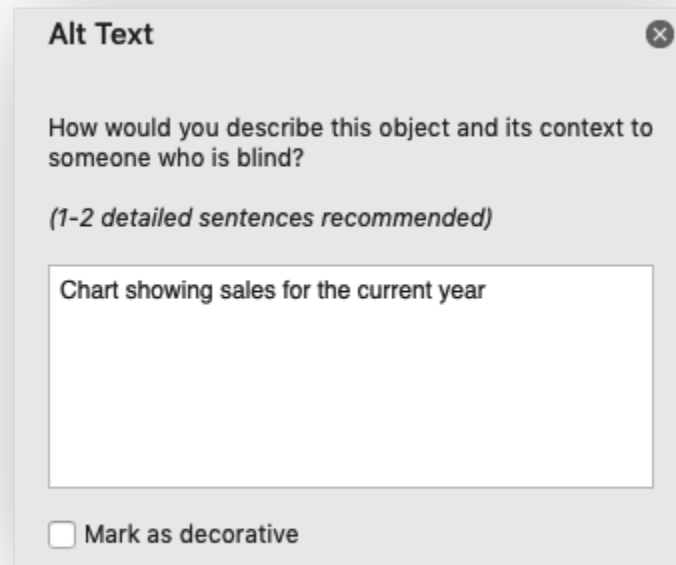 Alt Text
How would you describe this object and its context to
someone who is blind?
(1-2 detailed sentences recommended)
Chart showing sales for the current year
Mark as decorative